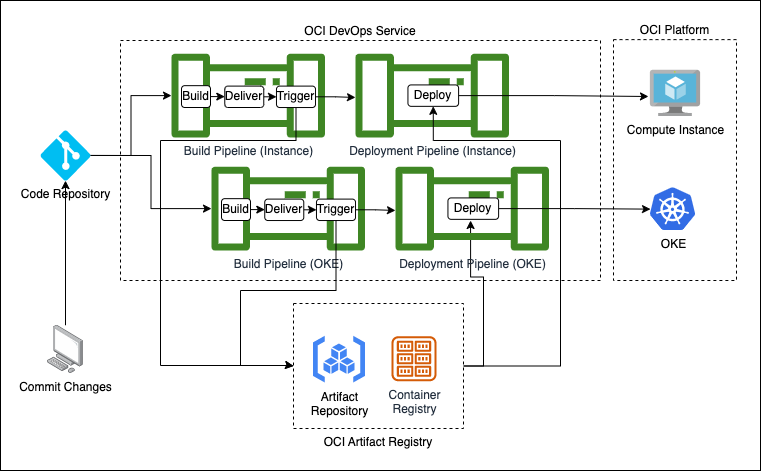 OCI DevOps Service
OCI Platform
Build
Deliver
Trigger
Deploy
Compute Instance
Build Pipeline (Instance)
Deployment Pipeline (Instance)
Code Repository
Build
Deliver
Trigger
Deploy
OKE
Build Pipeline (OKE)
Deployment Pipeline (OKE)
Commit Changes
Artifact
Repository
Container
Registry
OCI Artifact Registry